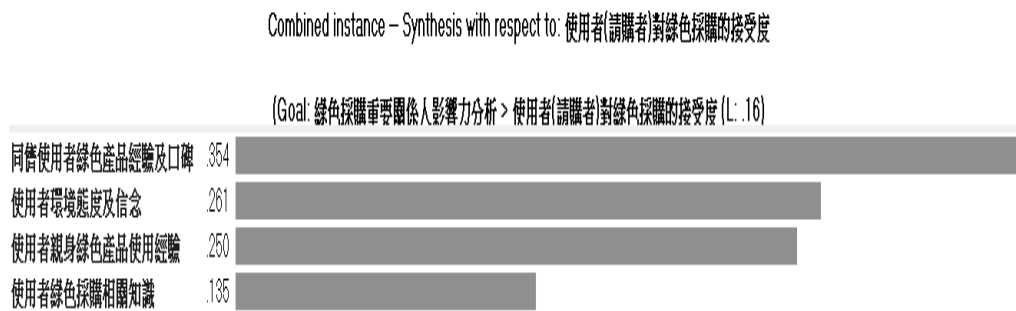 Combined instance – Synthesis with respect to: 使用者(請購者)對綠色採購的接受度
(Goal: 綠色採購重要關係人影響力分析 > 使用者(請購者)對綠色採購的接受度 (L: .16)
同儕使用者綠色產品經驗及口碑 .354
使用者環境態度及信念 .261
使用者親身綠色產品使用經驗 .250
使用者綠色採購相關知識 .135